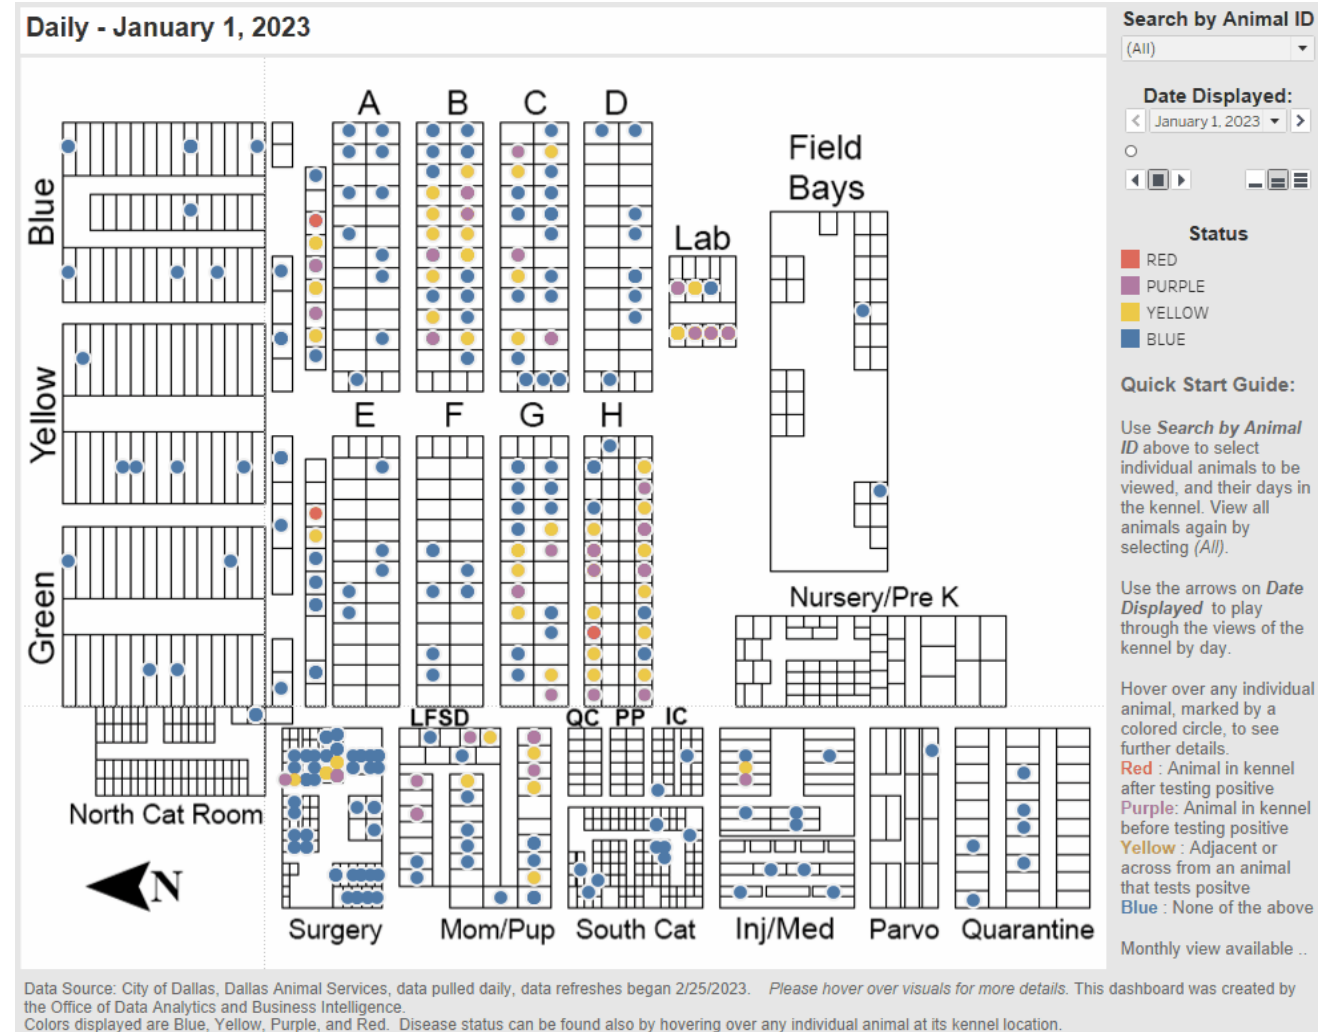 Daily - January 1, 2023
Search by Animal ID
(All)
Date Displayed:
January 1, 2023
Status
RED
PURPLE
YELLOW
BLUE
Quick Start Guide:
Use Search by Animal
ID above to select
individual animals to be
viewed, and their days in
the kennel. View all
animals again by
selecting (All).
Use the arrows on Date
Displayed to play
through the views of the
kennel by day.
Hover over any individual
animal, marked by a
colored circle, to see
further details.
Red : Animal in kennel
after testing positive
Purple: Animal in kennel
before testing positive
Yellow : Adjacent or
across from an animal
that tests positve
Blue : None of the above
Monthly view available ..
A B C D
Field
Bays
Blue
Lab
Yellow
E F G H
Green
Nursery/Pre K
LFSD QC PP IC
North Cat Room
N
Surgery Mom/Pup South Cat Inj/Med Parvo Quarantine
Data Source: City of Dallas, Dallas Animal Services, data pulled daily, data refreshes began 2/25/2023. Please hover over visuals for more details. This dashboard was created by
the Office of Data Analytics and Business Intelligence.
Colors displayed are Blue, Yellow, Purple, and Red. Disease status can be found also by hovering over any individual animal at its kennel location.